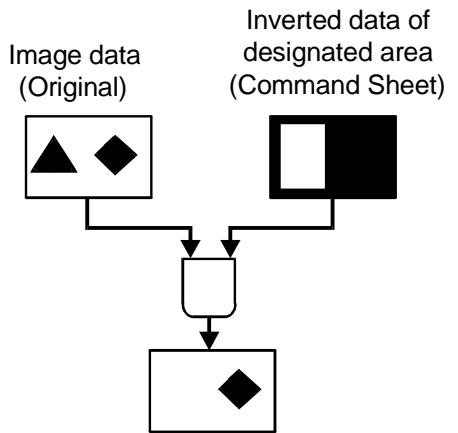 Image data
(Original)
Inverted data of
designated area
(Command Sheet)